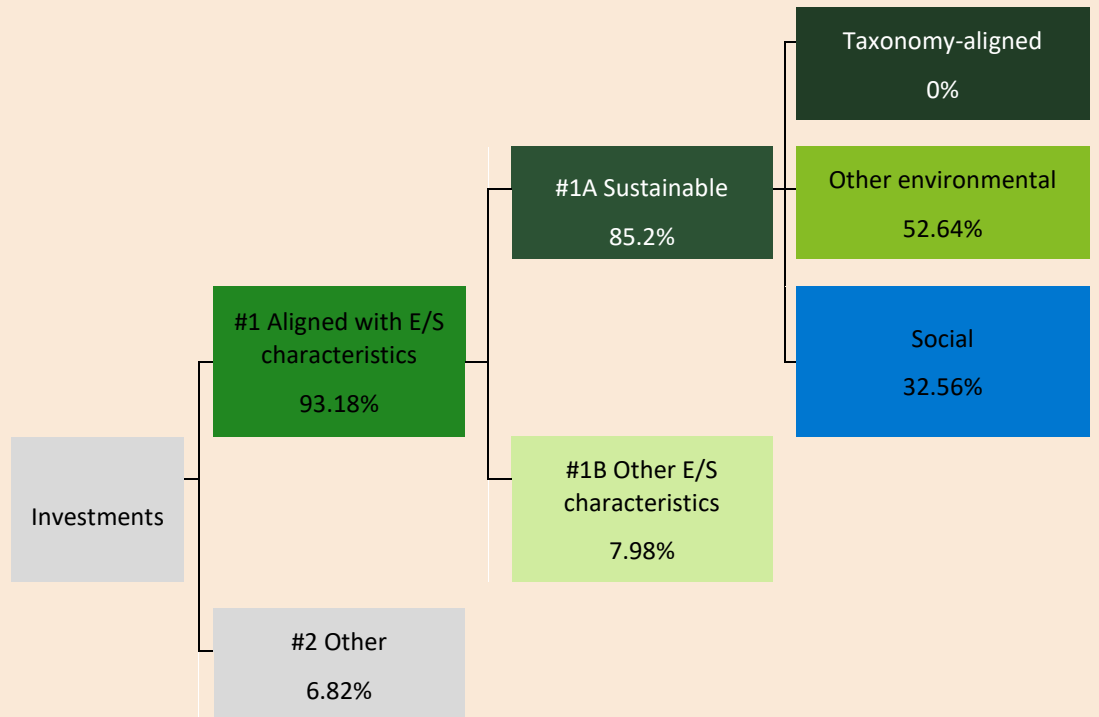 Taxonomy-aligned
0%
#1A Sustainable
85.2%
Other environmental
52.64%
#1 Aligned with E/S
characteristics
93.18%
Social
32.56%
Investments
#1B Other E/S
characteristics
7.98%
#2 Other
6.82%